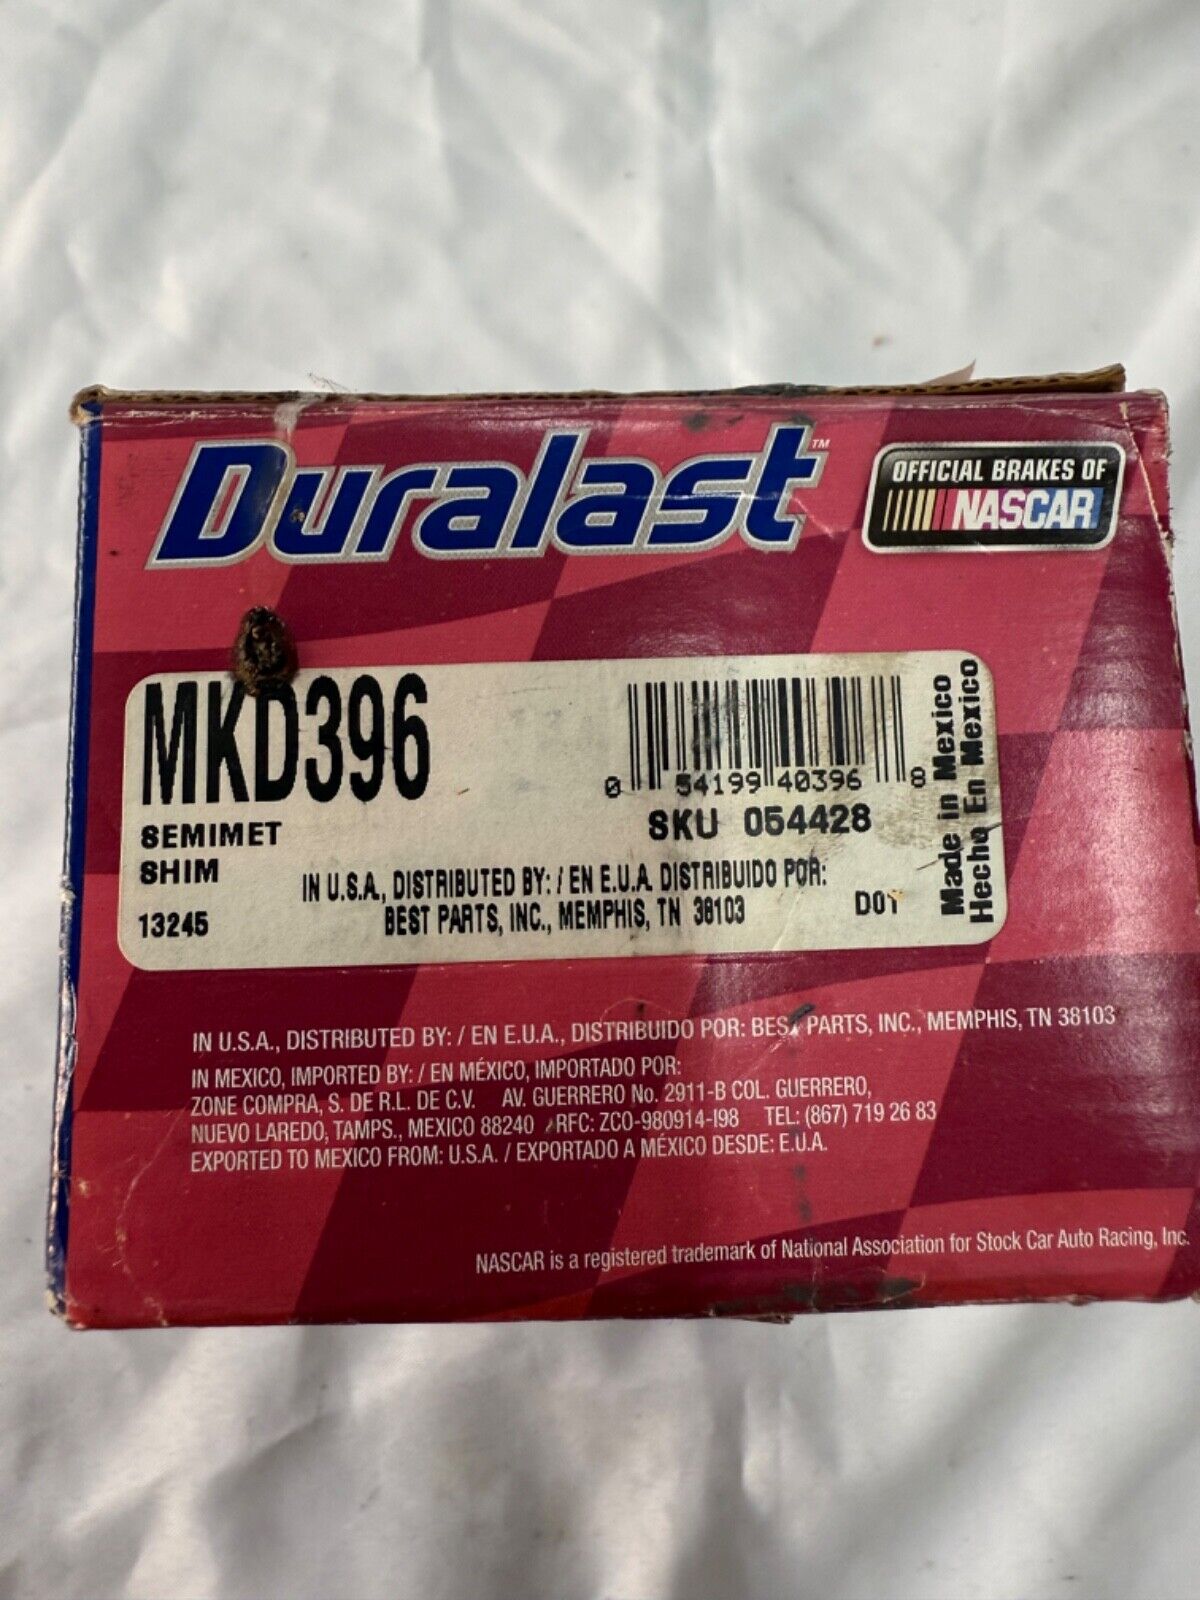 Duralast™
OFFICIAL BRAKES OF
NASCAR
MKD396
SEMIMET
SHIM
13245
0 54199 40396 8
SKU 054428
IN U.S.A., DISTRIBUTED BY: / EN E.U.A. DISTRIBUIDO POR:
BEST PARTS, INC., MEMPHIS, TN 38103
Made in Mexico
Hecho En Mexico
IN U.S.A., DISTRIBUTED BY: / EN E.U.A., DISTRIBUIDO POR: BEST PARTS, INC., MEMPHIS, TN 38103
IN MEXICO, IMPORTED BY: / EN MÉXICO, IMPORTADO POR:
ZONE COMPRA, S. DE R.L. DE C.V. AV. GUERRERO No. 2911-B COL. GUERRERO,
NUEVO LAREDO, TAMPS., MEXICO 88240 RFC: ZCO-980914-I98 TEL: (867) 719 26 83
EXPORTED TO MEXICO FROM: U.S.A. / EXPORTADO A MÉXICO DESDE: E.U.A.
NASCAR is a registered trademark of National Association for Stock Car Auto Racing, Inc.